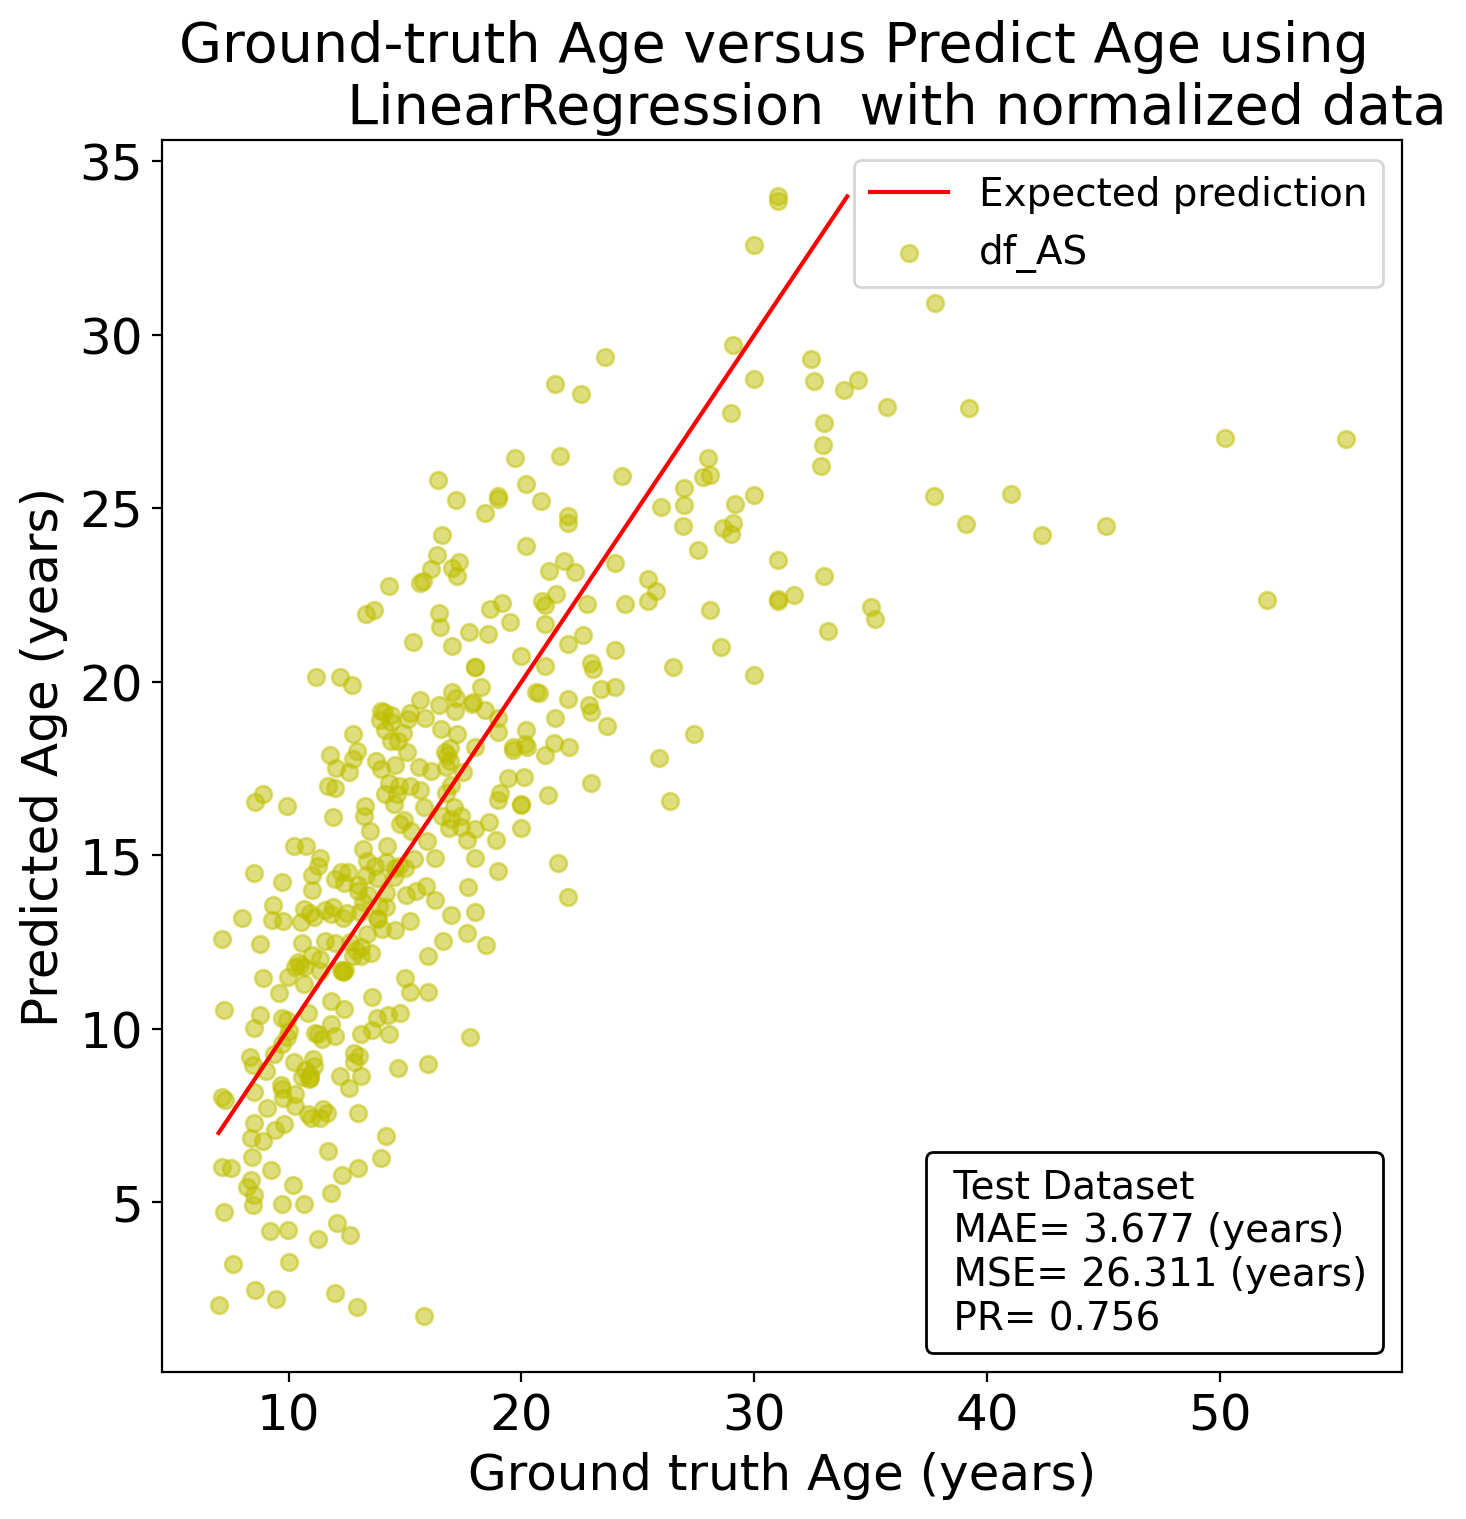 Ground-truth Age versus Predict Age using
LinearRegression  with normalized data
35
30
25
20
15
10
5
Predicted Age (years)
Expected prediction
df_AS
Test Dataset
MAE= 3.677 (years)
MSE= 26.311 (years)
PR= 0.756
10 20 30 40 50
Ground truth Age (years)